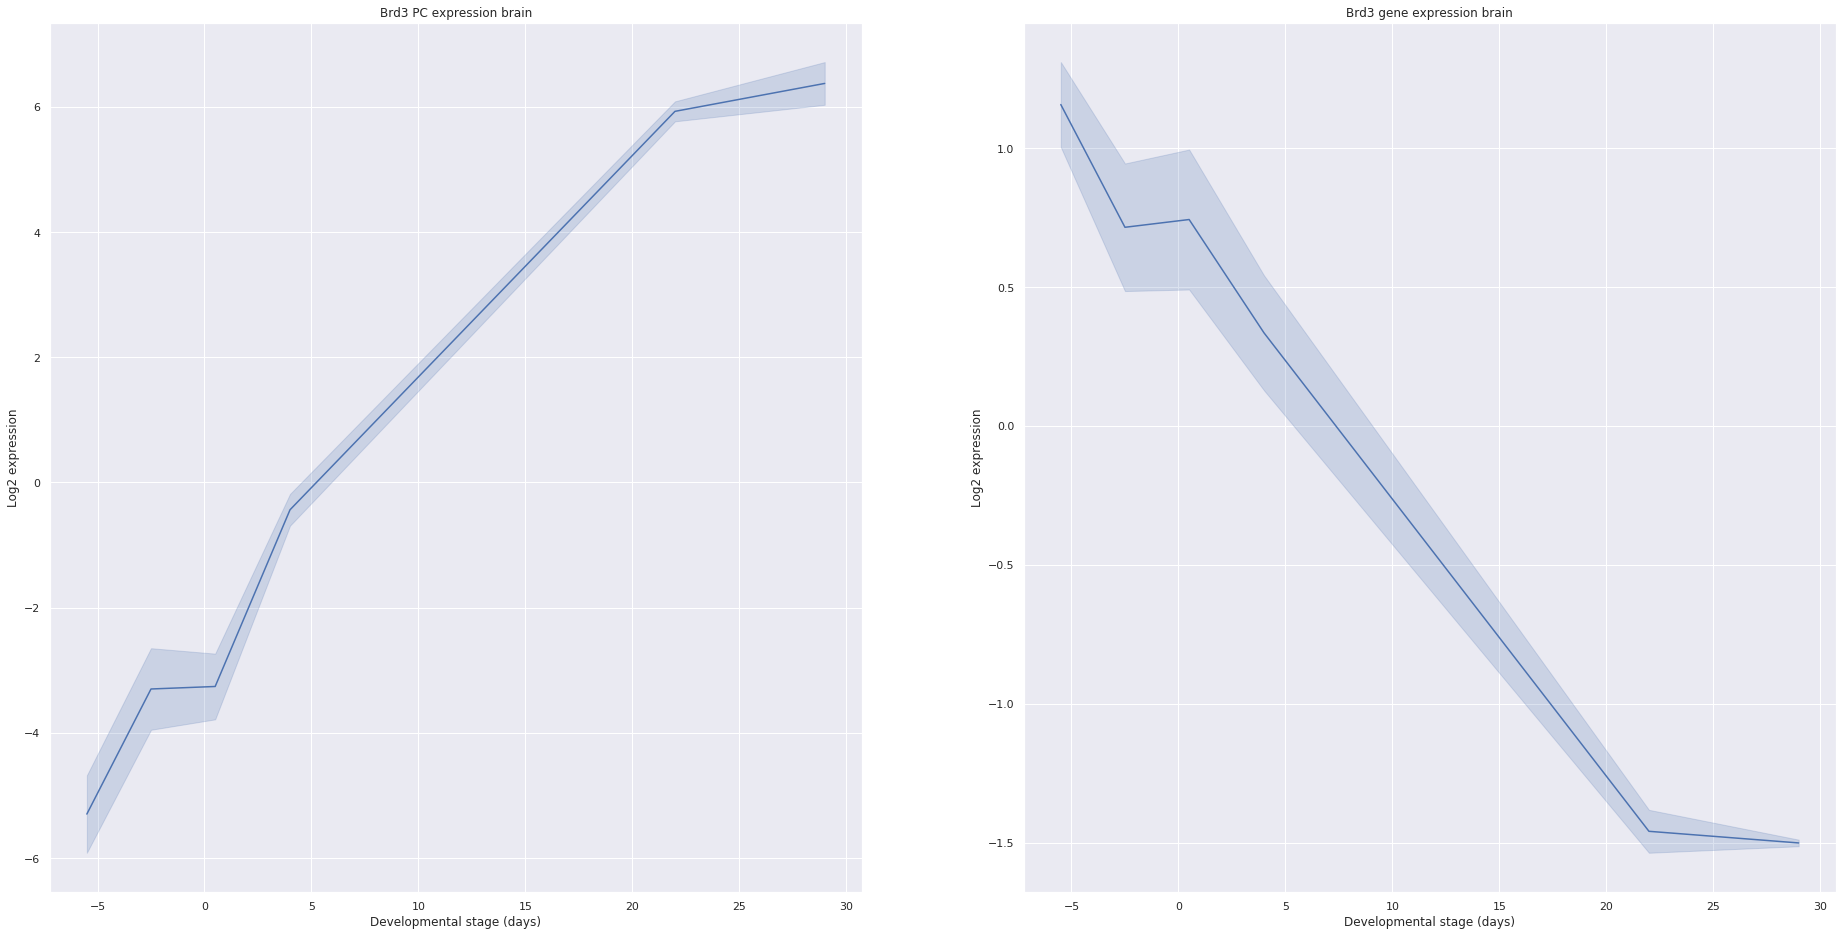 Brd3 PC expression brain
Log2 expression
6
4
2
0
−2
−4
−6
−5 0 5 10 15 20 25 30
Developmental stage (days)
Brd3 gene expression brain
Log2 expression
1.0
0.5
0.0
−0.5
−1.0
−1.5
−5 0 5 10 15 20 25 30
Developmental stage (days)